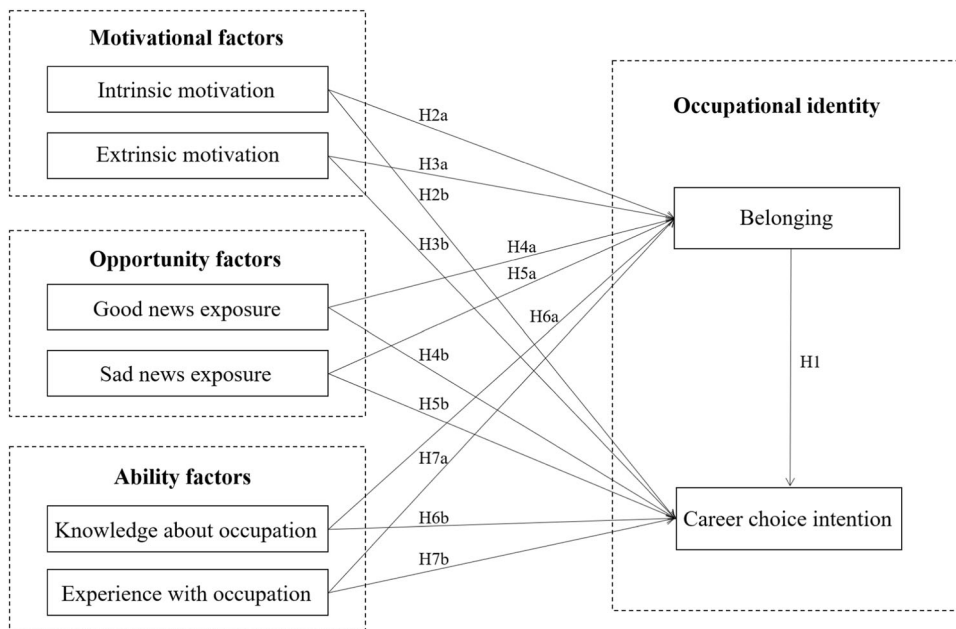 Motivational factors
Intrinsic motivation
Extrinsic motivation
Opportunity factors
Good news exposure
Sad news exposure
Ability factors
Knowledge about occupation
Experience with occupation
H2a
H3a
H2b
H3b
H4a
H5a
H6a
H4b
H5b
H7a
H6b
H7b
Occupational identity
Belonging
H1
Career choice intention